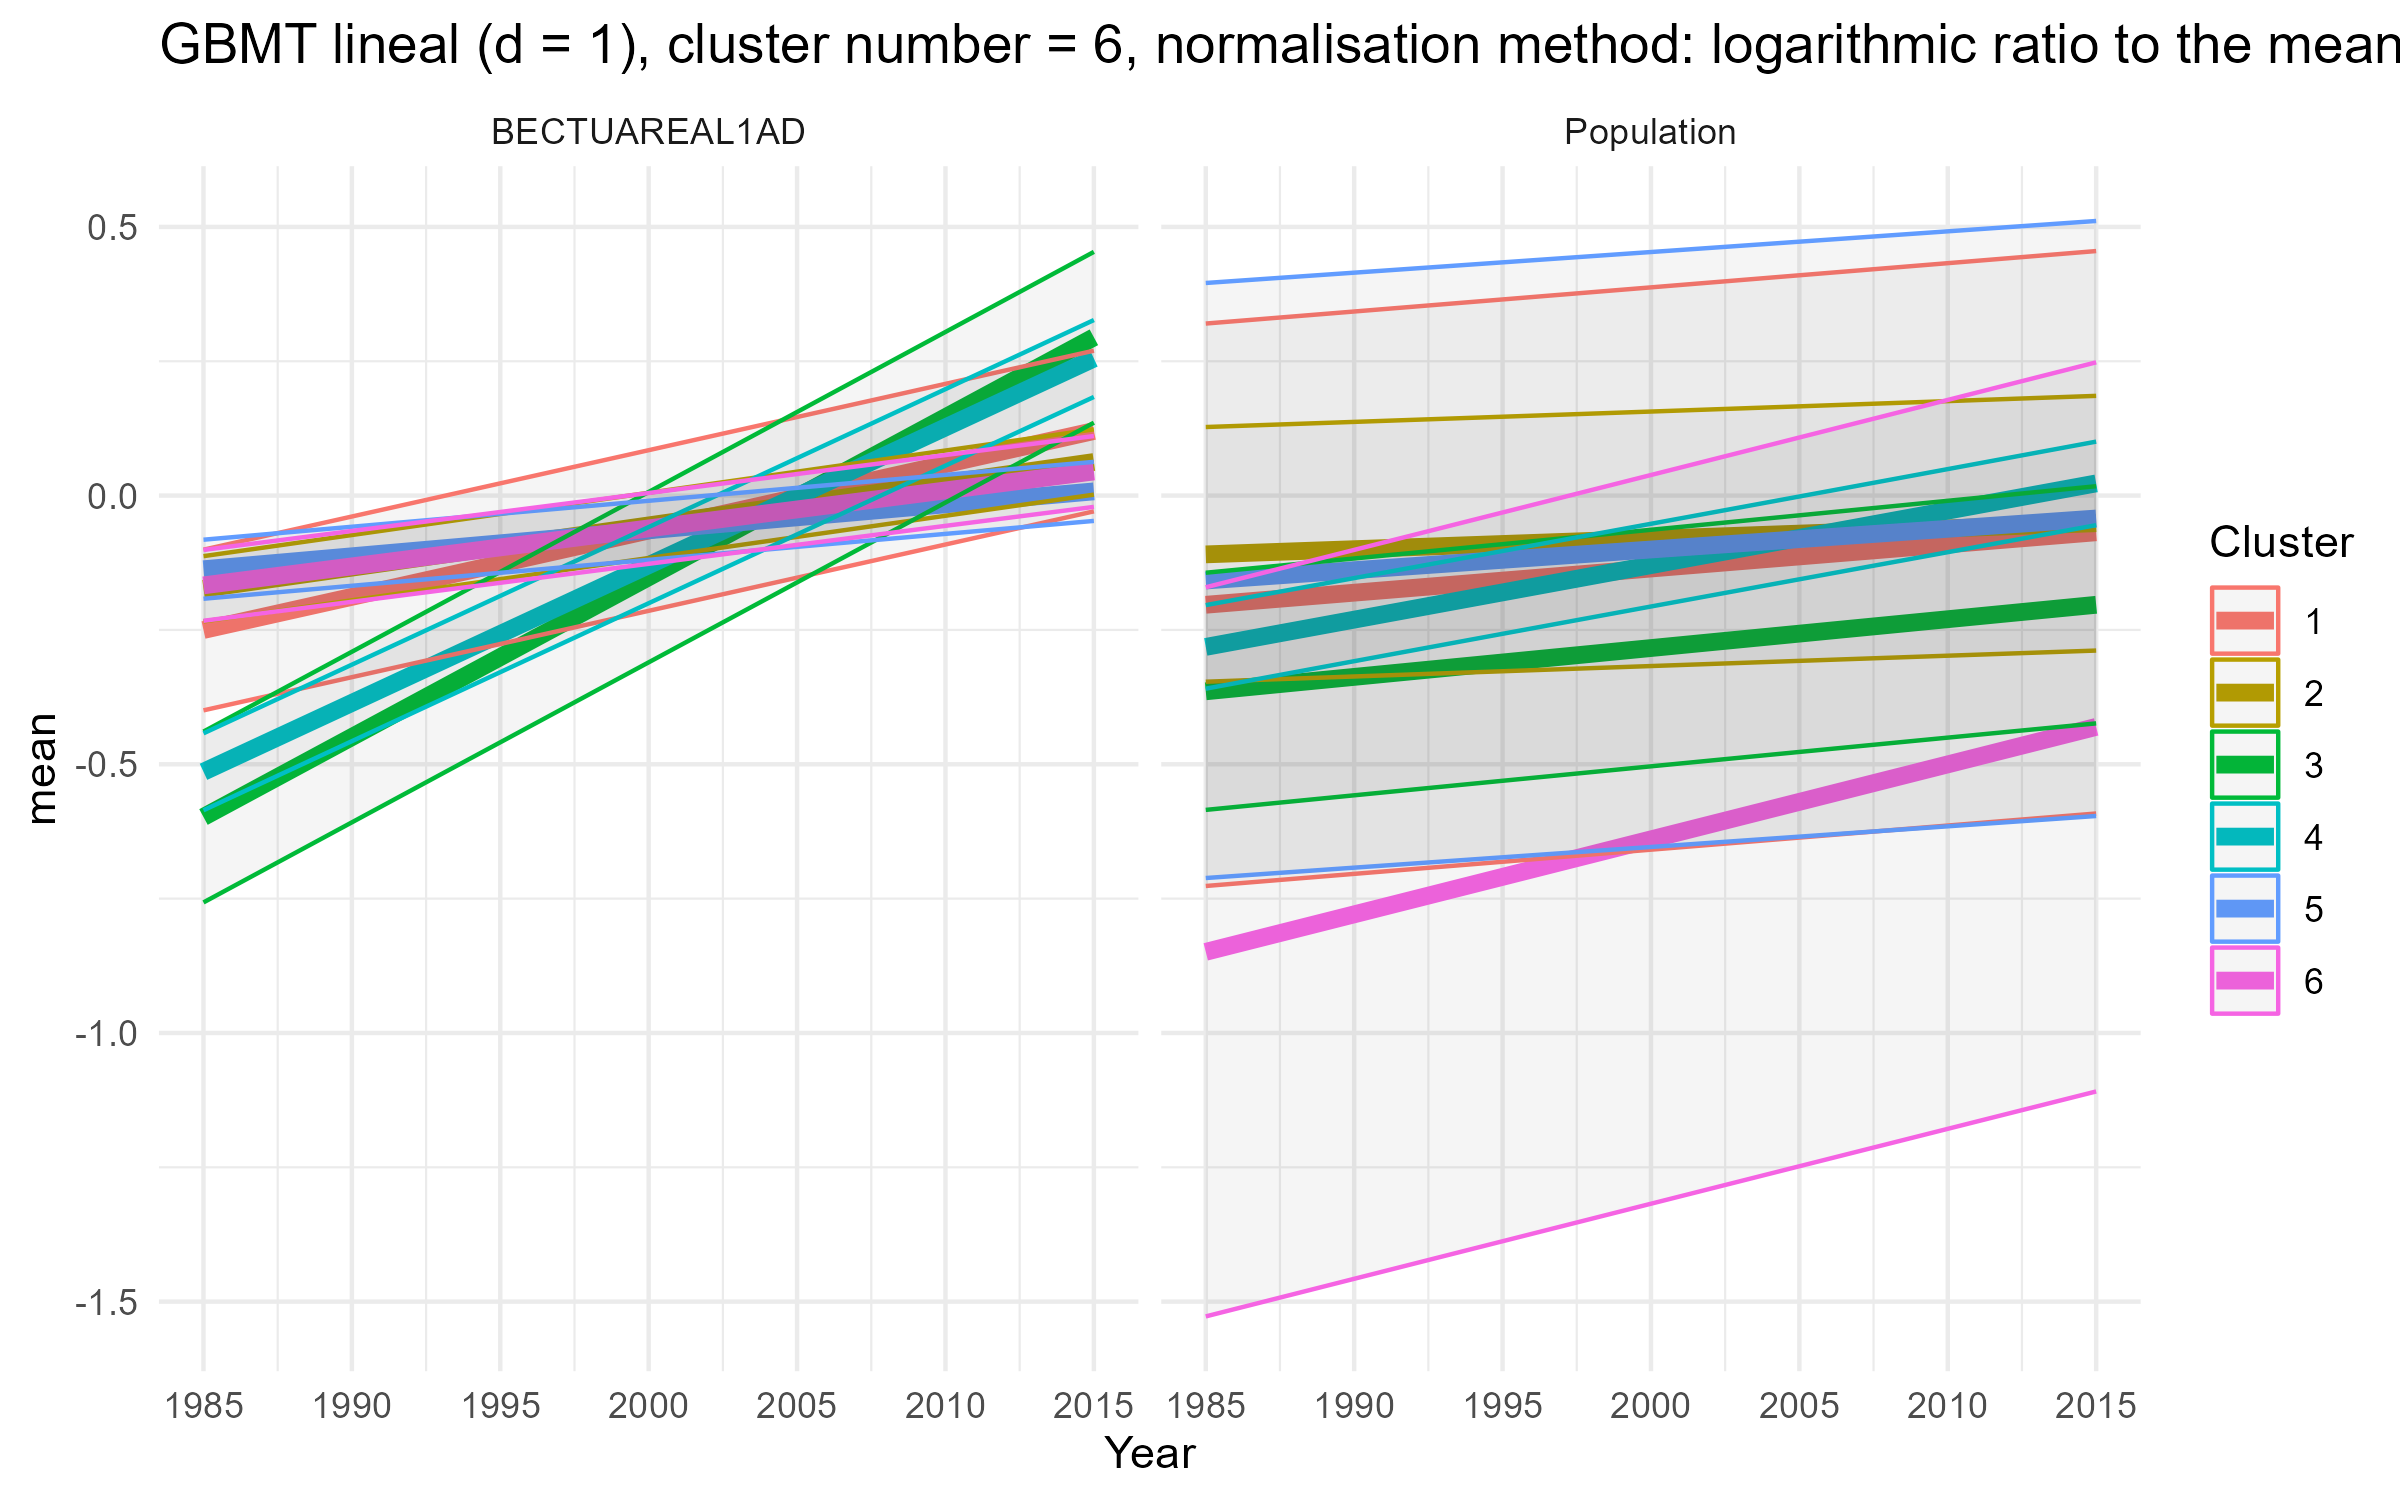 GBMT lineal (d = 1), cluster number = 6, normalisation method: logarithmic ratio to the mean
BECTUAREAL1AD
Population
0.5
0.0
-0.5
-1.0
-1.5
mean
1985 1990 1995 2000 2005 2010 2015
1985 1990 1995 2000 2005 2010 2015
Year
Cluster
1
2
3
4
5
6